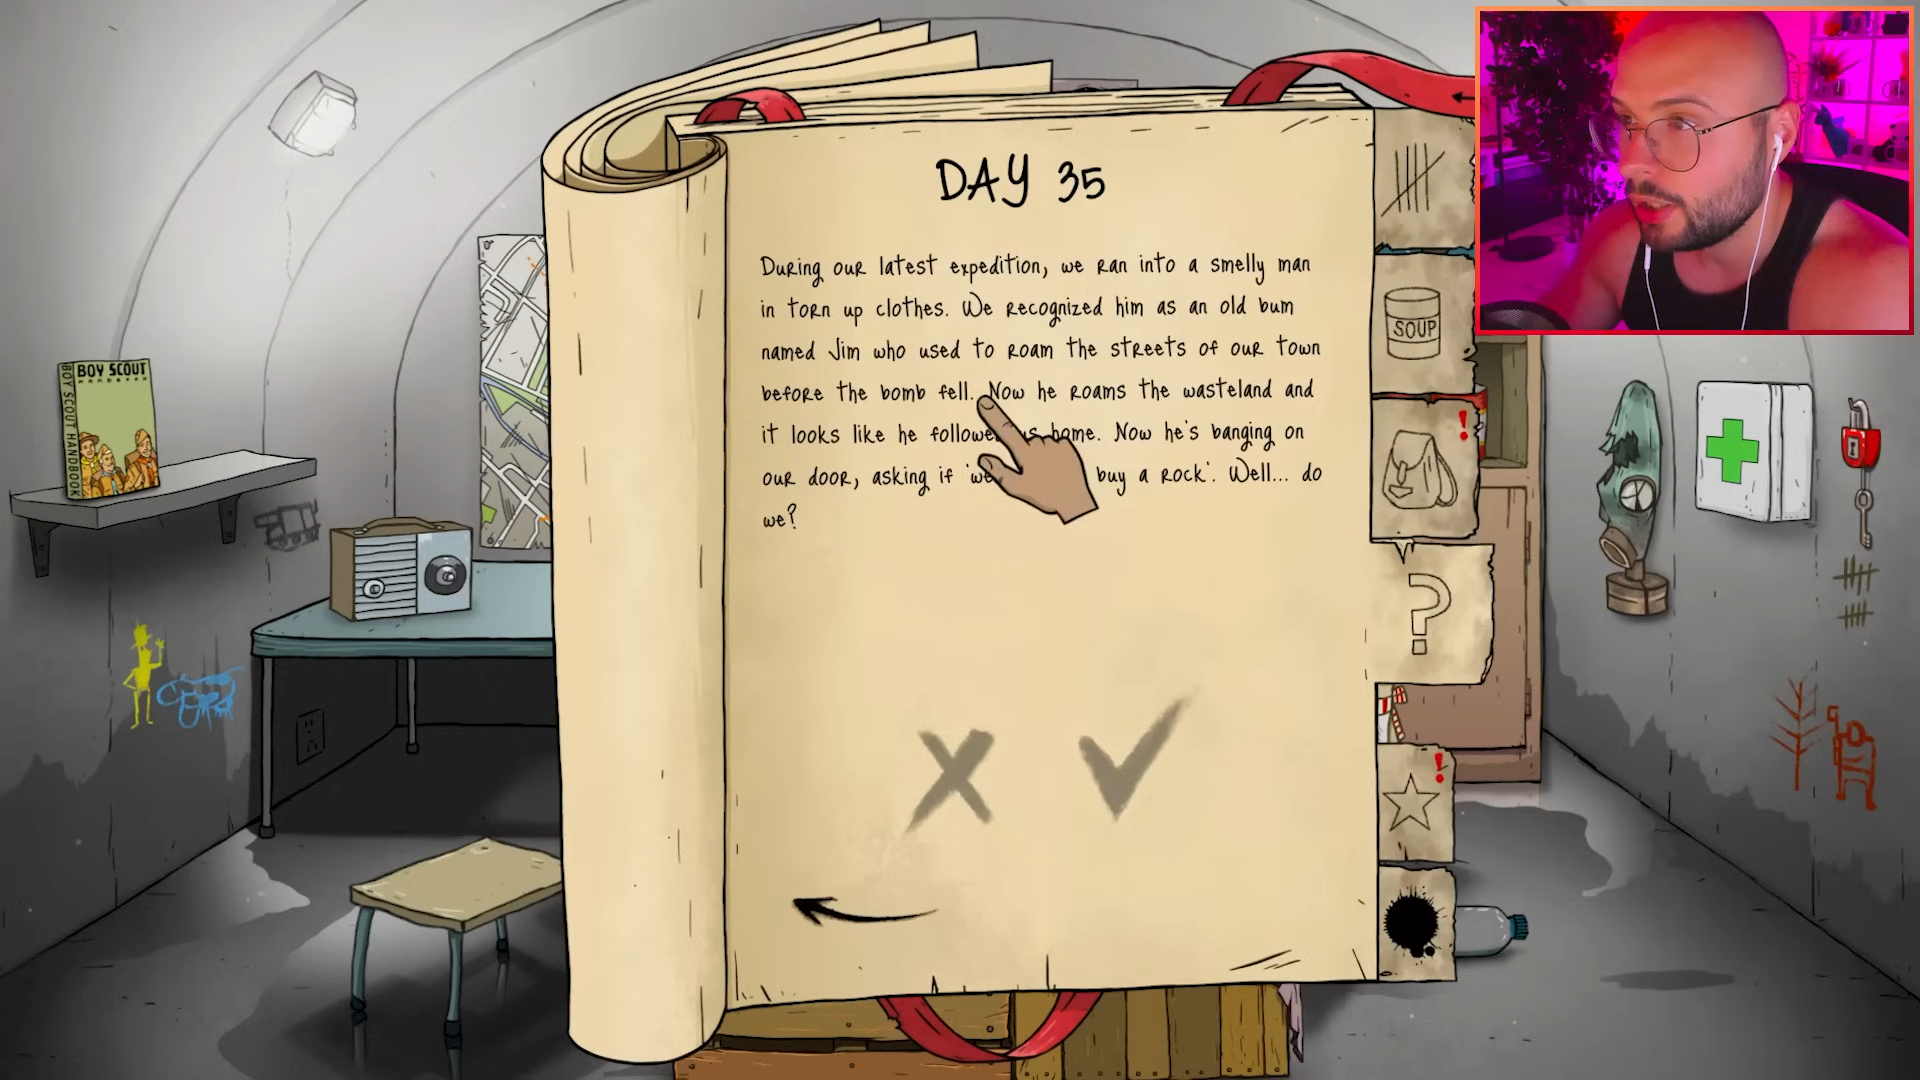 DAY 35
During our latest expedition, we ran into a smelly man
in torn up clothes. We recognized him as an old bum
named Jim who used to roam the streets of our town
before the bomb fell. Now he roams the wasteland and
it looks like he followed us home. Now he's banging on
our door, asking if 'we buy a rock'. Well... do
we?
SOUP
!
?
!
BOY SCOUT
HANDBOOK
BOY SCOUT HANDBOOK